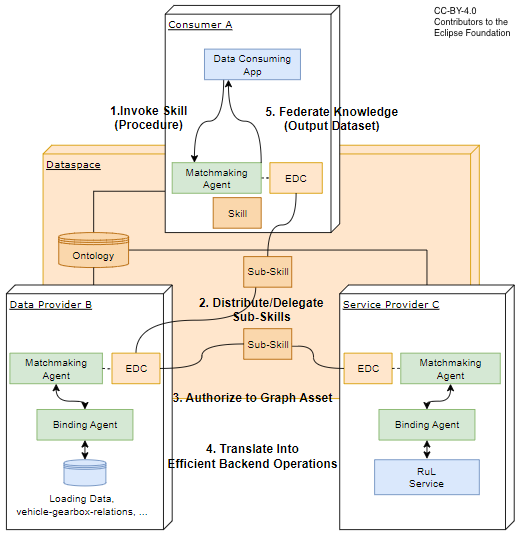 CC-BY-4.0
Contributors to the
Eclipse Foundation
Consumer A
Data Consuming
App
1.Invoke Skill
(Procedure)
5. Federate Knowledge
(Output Dataset)
Dataspace
Matchmaking
Agent
EDC
Skill
Ontology
Sub-Skill
Data Provider B
2. Distribute/Delegate
Sub-Skills
Service Provider C
Sub-Skill
Matchmaking
Agent
EDC
EDC
Matchmaking
Agent
3. Authorize to Graph Asset
Binding Agent
Binding Agent
4. Translate Into
Efficient Backend Operations
RuL
Service
Loading Data,
vehicle-gearbox-relations, ...